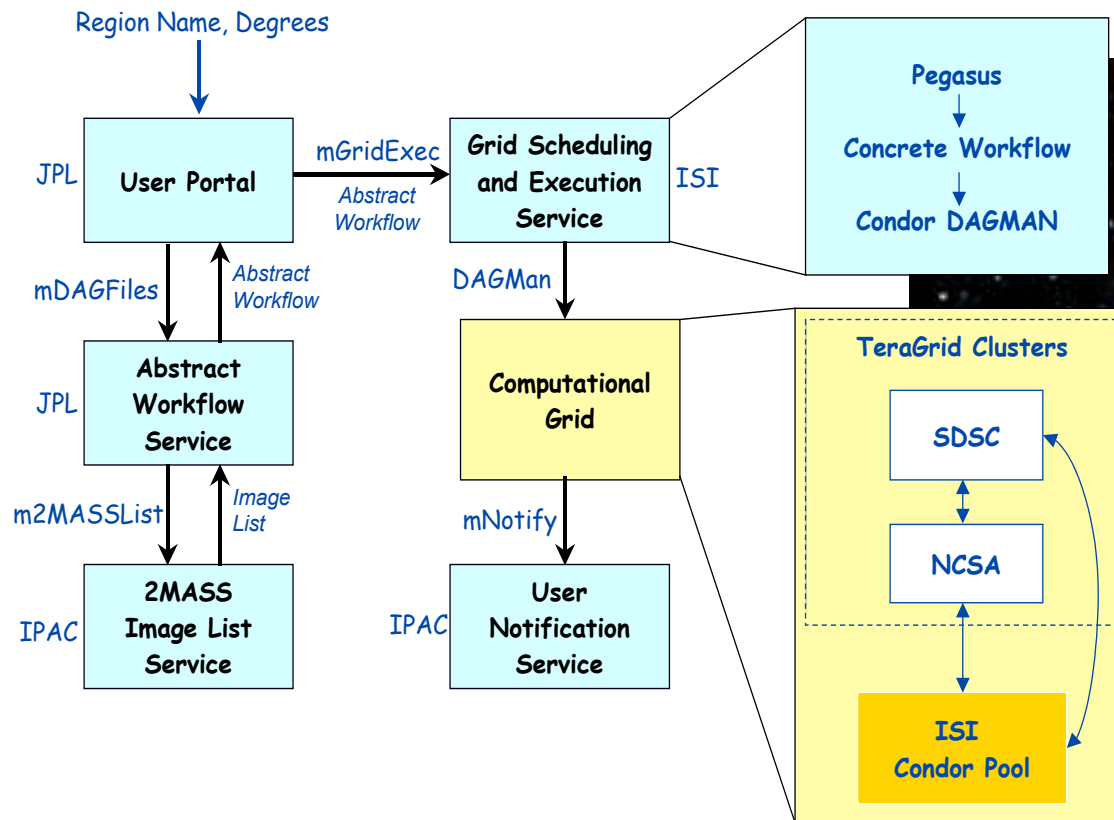 Region Name, Degrees
JPL
User Portal
mGridExec
Abstract
Workflow
Grid Scheduling
and Execution
Service
ISI
Pegasus
Concrete Workflow
Condor DAGMAN
mDAGFiles
Abstract
Workflow
DAGMan
JPL
Abstract
Workflow
Service
Computational
Grid
TeraGrid Clusters
SDSC
NCSA
ISI
Condor Pool
m2MASSList
Image
List
mNotify
IPAC
2MASS
Image List
Service
IPAC
User
Notification
Service